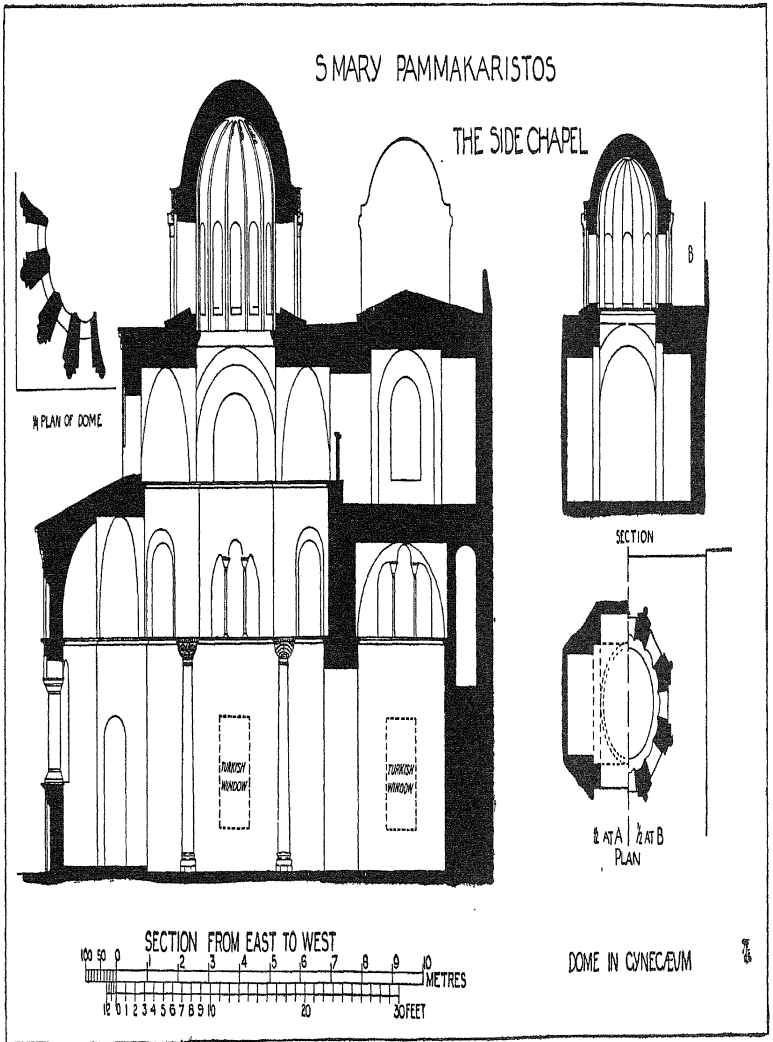 S MARY PAMMAKARISTOS
THE SIDE CHAPEL
¼ PLAN OF DOME
B
SECTION
TURKISH
WINDOW
TURKISH
WINDOW
½ AT A ½ AT B
PLAN
SECTION FROM EAST TO WEST
100 50 0 1 2 3 4 5 6 7 8 9 10
METRES
12 0 1 2 3 4 5 6 7 8 9 10 20 30 FEET
DOME IN GYNECÆUM